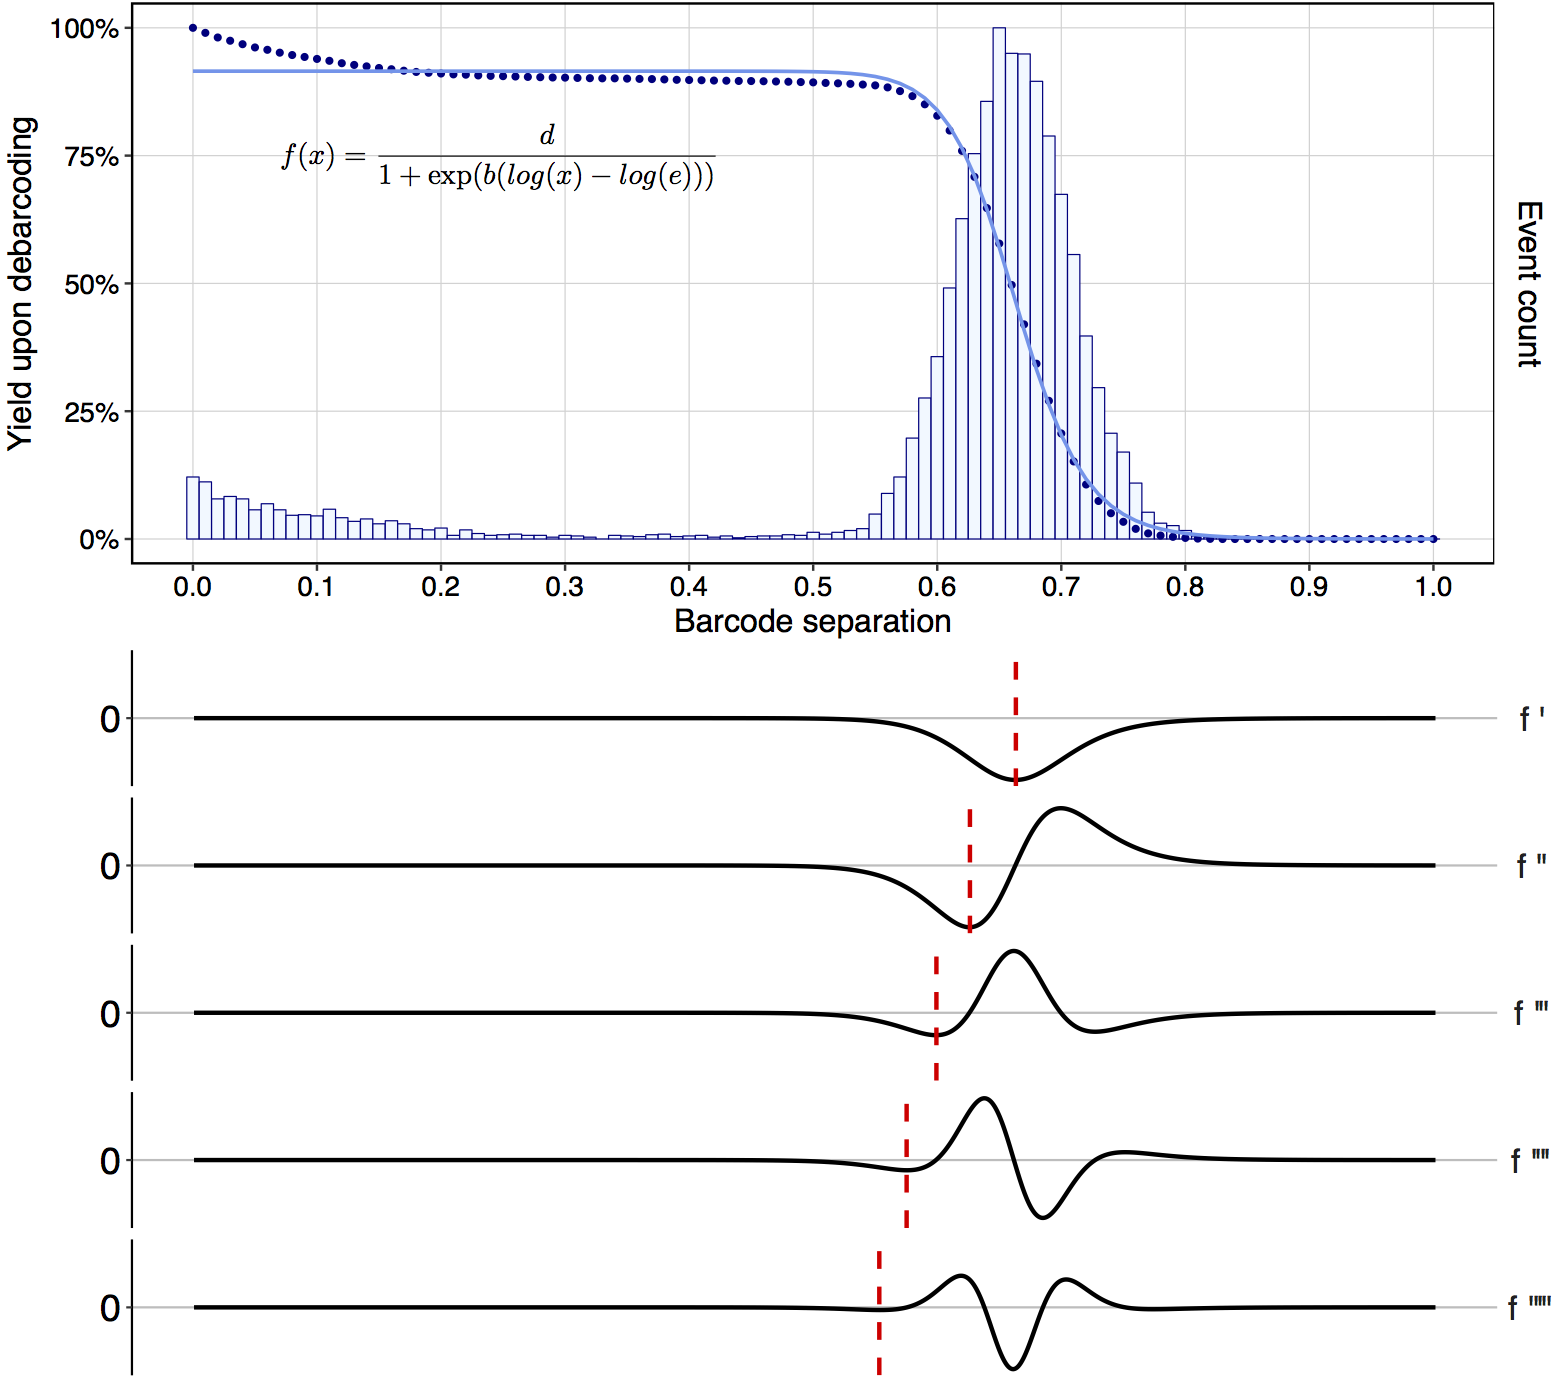 100%
75%
50%
25%
0%
Yield upon debarcoding
Event count
f(x) = d / 1 + exp(b(log(x) − log(e)))
0.0 0.1 0.2 0.3 0.4 0.5 0.6 0.7 0.8 0.9 1.0
Barcode separation
0 f '
0 f ''
0 f '''
0 f ''''
0 f '''''